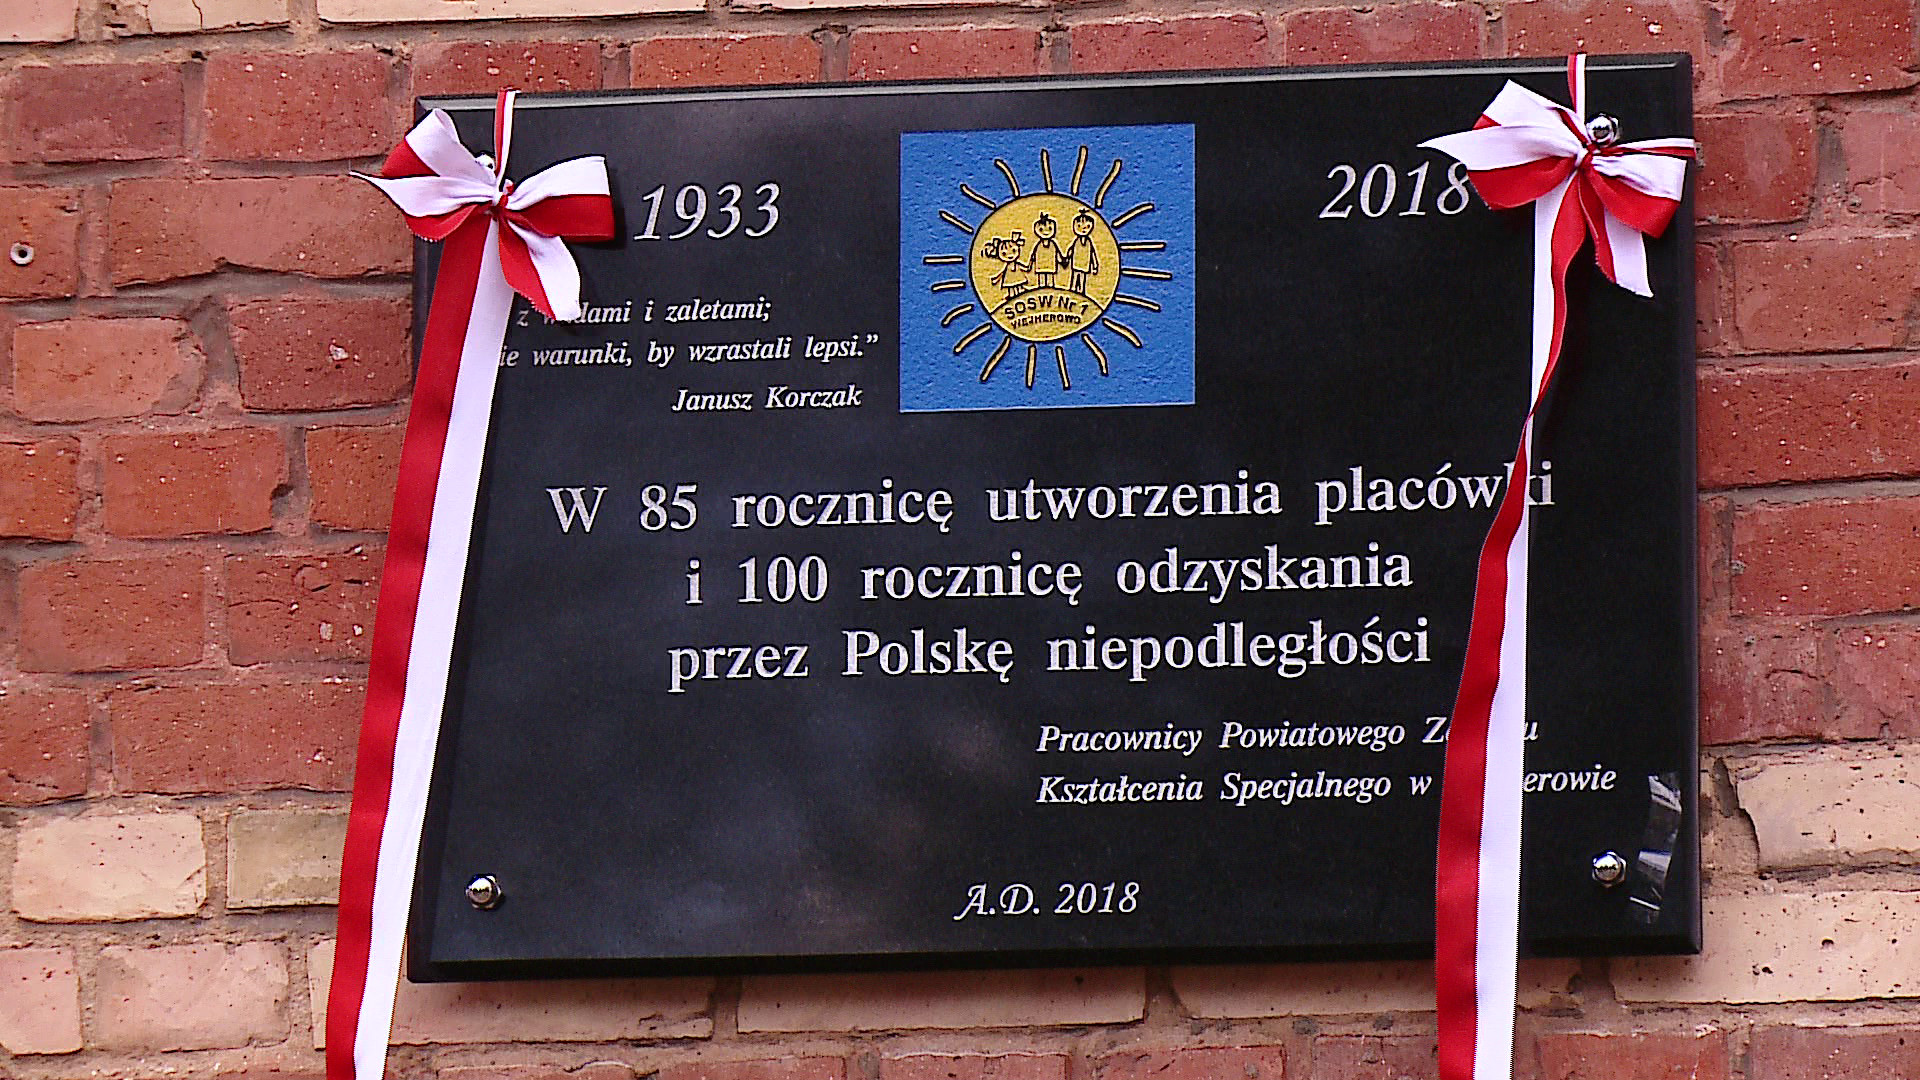 1933
2018
z wadami i zaletami;
warunki, by wzrastali lepsi.”
Janusz Korczak
SOSW Nr 1
WEJHEROWO
W 85 rocznicę utworzenia placówki
i 100 rocznicę odzyskania
przez Polskę niepodległości
Pracownicy Powiatowego
Kształcenia Specjalnego w
A.D. 2018